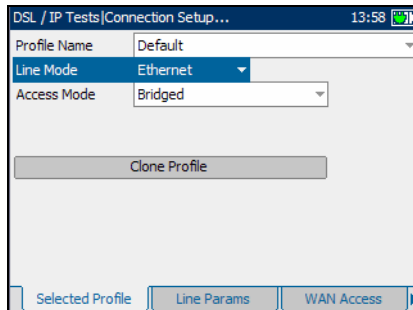 DSL / IP Tests|Connection Setup... 13:58
Profile Name Default
Line Mode Ethernet
Access Mode Bridged
Clone Profile
Selected Profile Line Params WAN Access